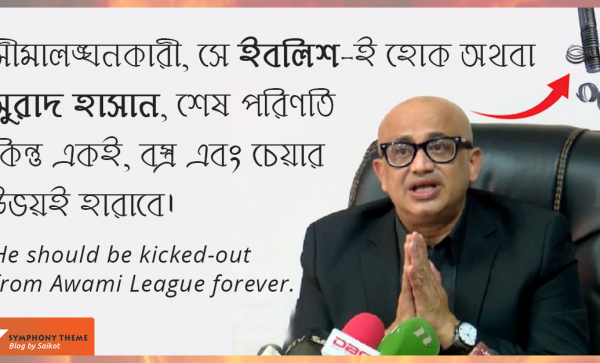 সীমালঙ্ঘনকারী, সে ইবলিশ-ই হোক অথবা
মুরাদ হাসান, শেষ পরিণতি
কিন্তু একই, বস্ত্র এবং চেয়ার
উভয়ই হারাবে।
He should be kicked-out
from Awami League forever.
SYMPHONY THEME
Blog by Saikot
DBC